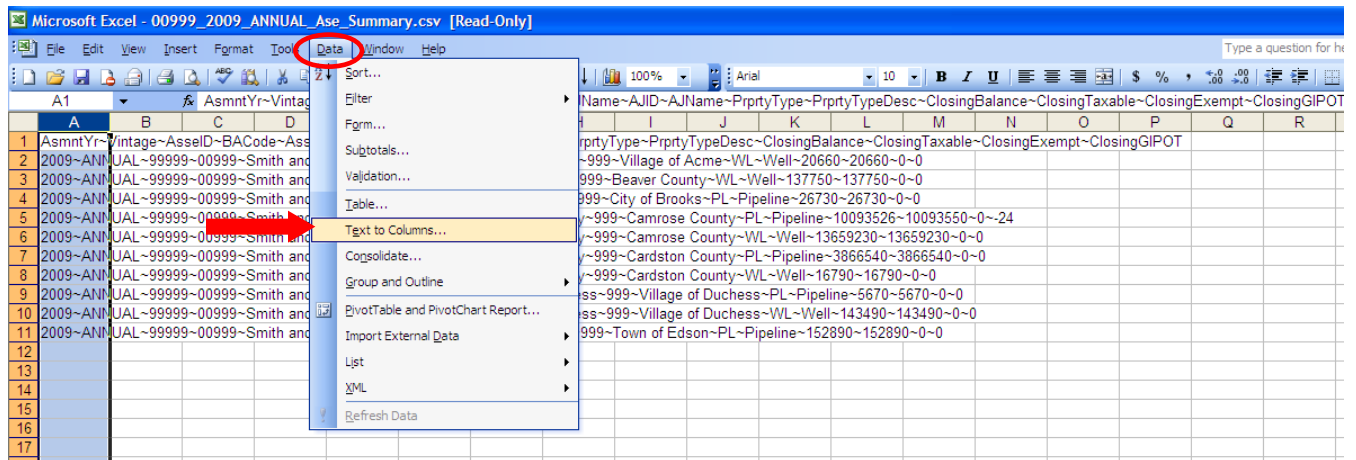 Microsoft Excel - 00999_2009_ANNUAL_Ase_Summary.csv [Read-Only]
File Edit View Insert Format Tools Data Window Help Type a question for he
100% Arial 10 B I U $ % ,
A1 fx AsmntYr~Vintag Name~AJID~AJName~PrprtyType~PrprtyTypeDesc~ClosingBalance~ClosingTaxable~ClosingExempt~ClosingGIPOT
A B C D H I J K L M N O P Q R
1 AsmntYr~Vintage~AsseID~BACode~Ass rprtyType~PrprtyTypeDesc~ClosingBalance~ClosingTaxable~ClosingExempt~ClosingGIPOT
2 2009~ANNUAL~99999~00999~Smith and ~999~Village of Acme~WL~Well~20660~20660~0~0
3 2009~ANNUAL~99999~00999~Smith and 999~Beaver County~WL~Well~137750~137750~0~0
4 2009~ANNUAL~99999~00999~Smith and 999~City of Brooks~PL~Pipeline~26730~26730~0~0
5 2009~ANNUAL~99999~00999~Smith and y~999~Camrose County~PL~Pipeline~10093526~10093550~0~-24
6 2009~ANNUAL~99999~00999~Smith and y~999~Camrose County~WL~Well~13659230~13659230~0~0
7 2009~ANNUAL~99999~00999~Smith and y~999~Cardston County~PL~Pipeline~3866540~3866540~0~0
8 2009~ANNUAL~99999~00999~Smith and y~999~Cardston County~WL~Well~16790~16790~0~0
9 2009~ANNUAL~99999~00999~Smith and ess~999~Village of Duchess~PL~Pipeline~5670~5670~0~0
10 2009~ANNUAL~99999~00999~Smith and ess~999~Village of Duchess~WL~Well~143490~143490~0~0
11 2009~ANNUAL~99999~00999~Smith and 999~Town of Edson~PL~Pipeline~152890~152890~0~0
12
13
14
15
16
17
Sort...
Filter
Form...
Subtotals...
Validation...
Table...
Text to Columns...
Consolidate...
Group and Outline
PivotTable and PivotChart Report...
Import External Data
List
XML
Refresh Data